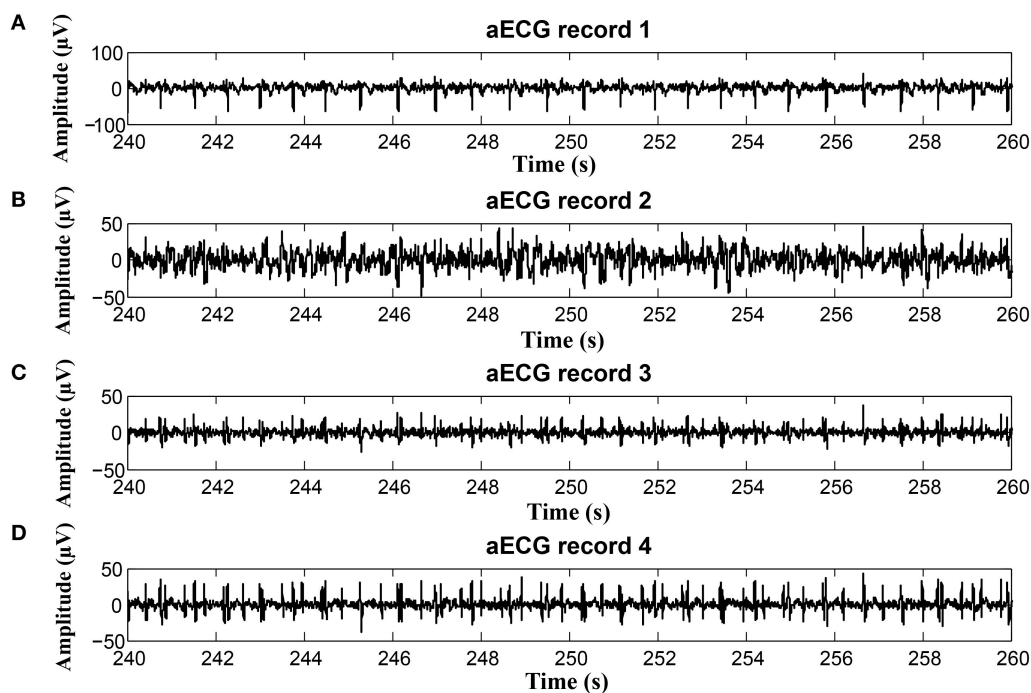 A
aECG record 1
Amplitude (µV)
100
0
−100
240 242 244 246 248 250 252 254 256 258 260
Time (s)
B
aECG record 2
Amplitude (µV)
50
0
−50
240 242 244 246 248 250 252 254 256 258 260
Time (s)
C
aECG record 3
Amplitude (µV)
50
0
−50
240 242 244 246 248 250 252 254 256 258 260
Time (s)
D
aECG record 4
Amplitude (µV)
50
0
−50
240 242 244 246 248 250 252 254 256 258 260
Time (s)